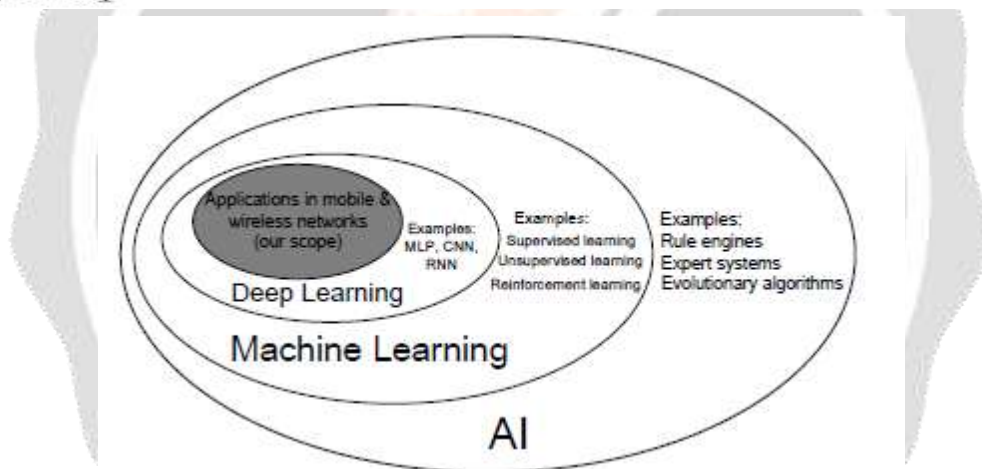 Applications in mobile &
wireless networks
(our scope)
Examples:
MLP, CNN,
RNN
Deep Learning
Examples:
Supervised learning
Unsupervised learning
Reinforcement learning
Machine Learning
Examples:
Rule engines
Expert systems
Evolutionary algorithms
AI